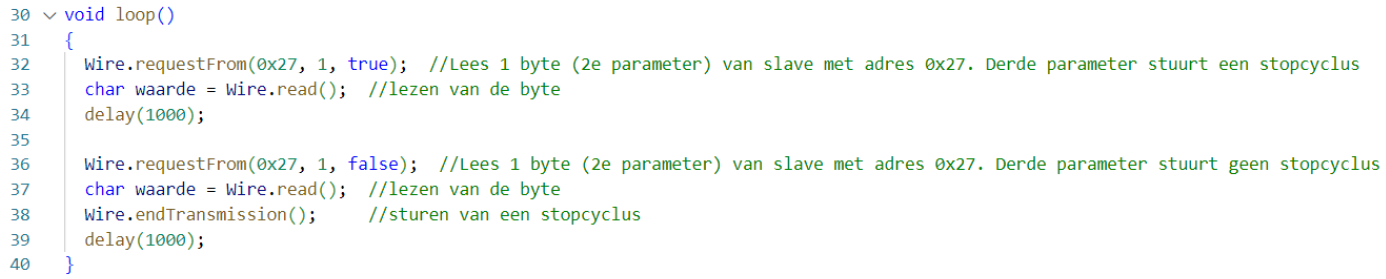 30 void loop()
31 {
32 Wire.requestFrom(0x27, 1, true);  //Lees 1 byte (2e parameter) van slave met adres 0x27. Derde parameter stuurt een stopcyclus
33 char waarde = Wire.read();  //lezen van de byte
34 delay(1000);
35
36 Wire.requestFrom(0x27, 1, false);  //Lees 1 byte (2e parameter) van slave met adres 0x27. Derde parameter stuurt geen stopcyclus
37 char waarde = Wire.read();  //lezen van de byte
38 Wire.endTransmission();     //sturen van een stopcyclus
39 delay(1000);
40 }